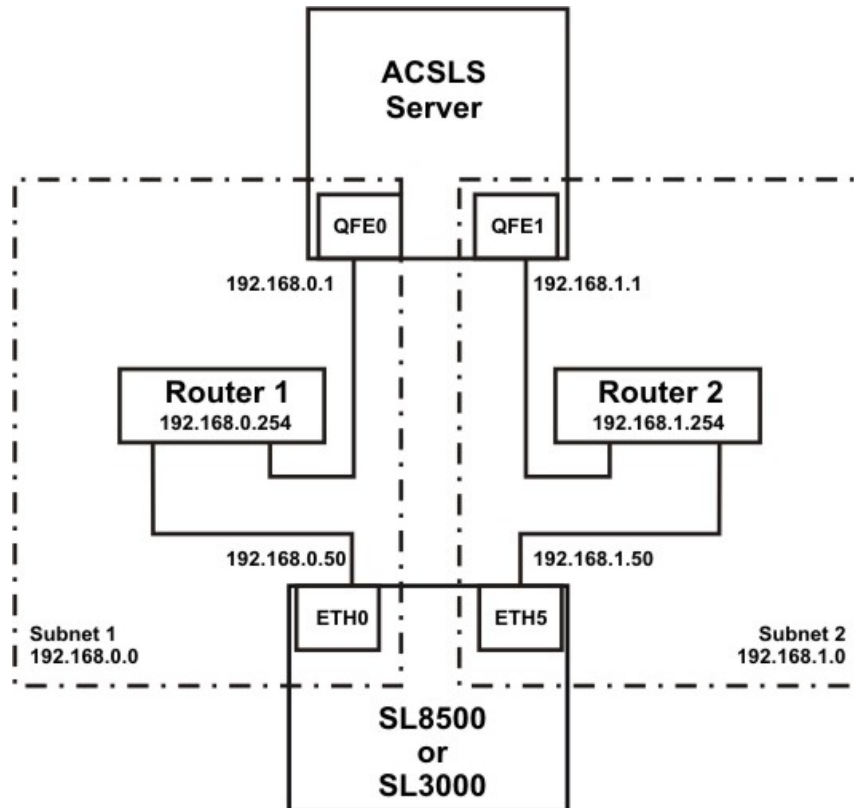 ACSLS
Server
QFE0
QFE1
192.168.0.1
192.168.1.1
Router 1
192.168.0.254
Router 2
192.168.1.254
192.168.0.50
192.168.1.50
ETH0
ETH5
Subnet 1
192.168.0.0
Subnet 2
192.168.1.0
SL8500
or
SL3000